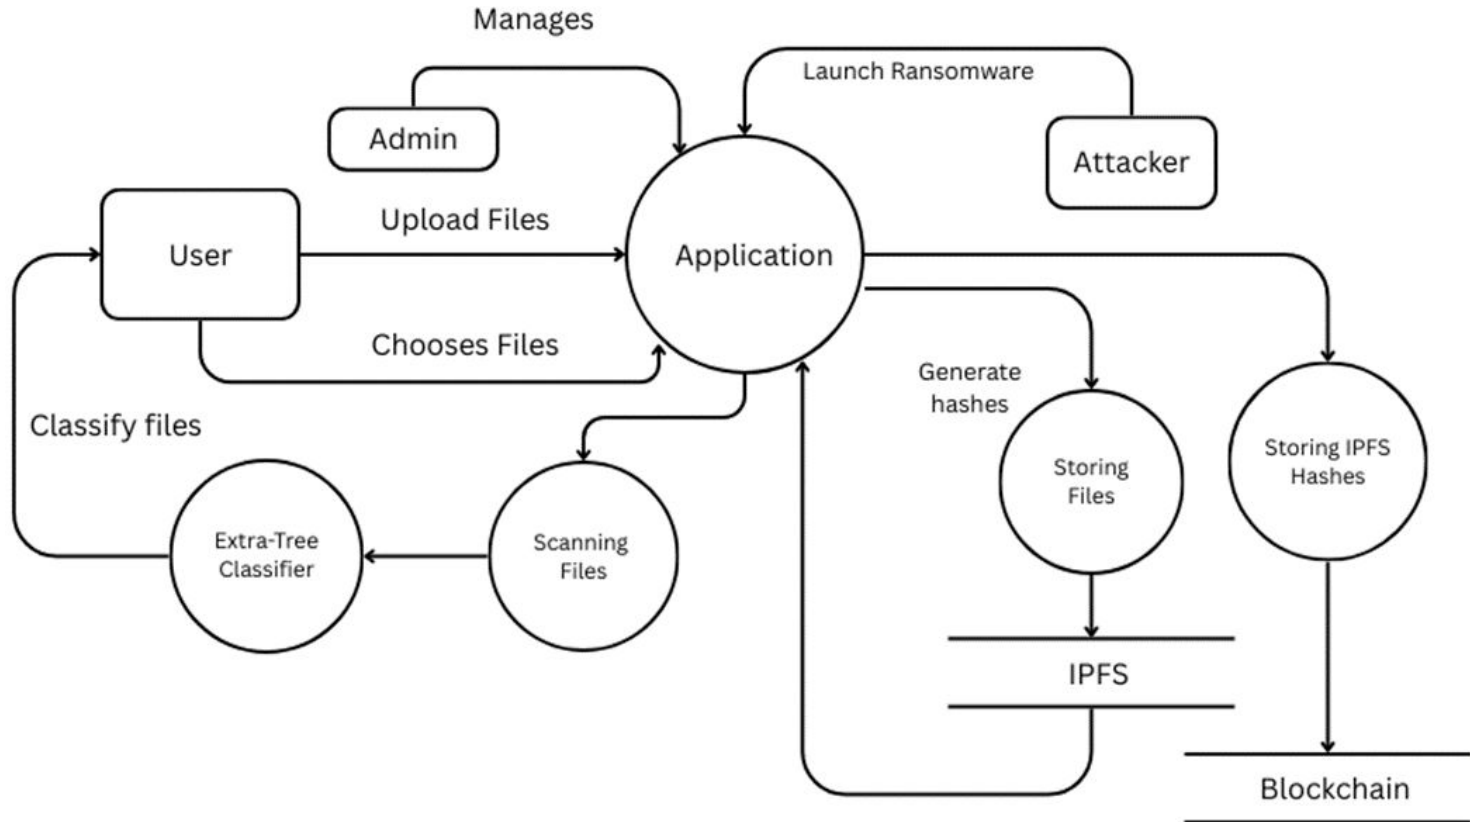 Manages
Launch Ransomware
Admin
Attacker
Upload Files
User
Application
Chooses Files
Generate
hashes
Classify files
Storing IPFS
Hashes
Storing
Files
Extra-Tree
Classifier
Scanning
Files
IPFS
Blockchain